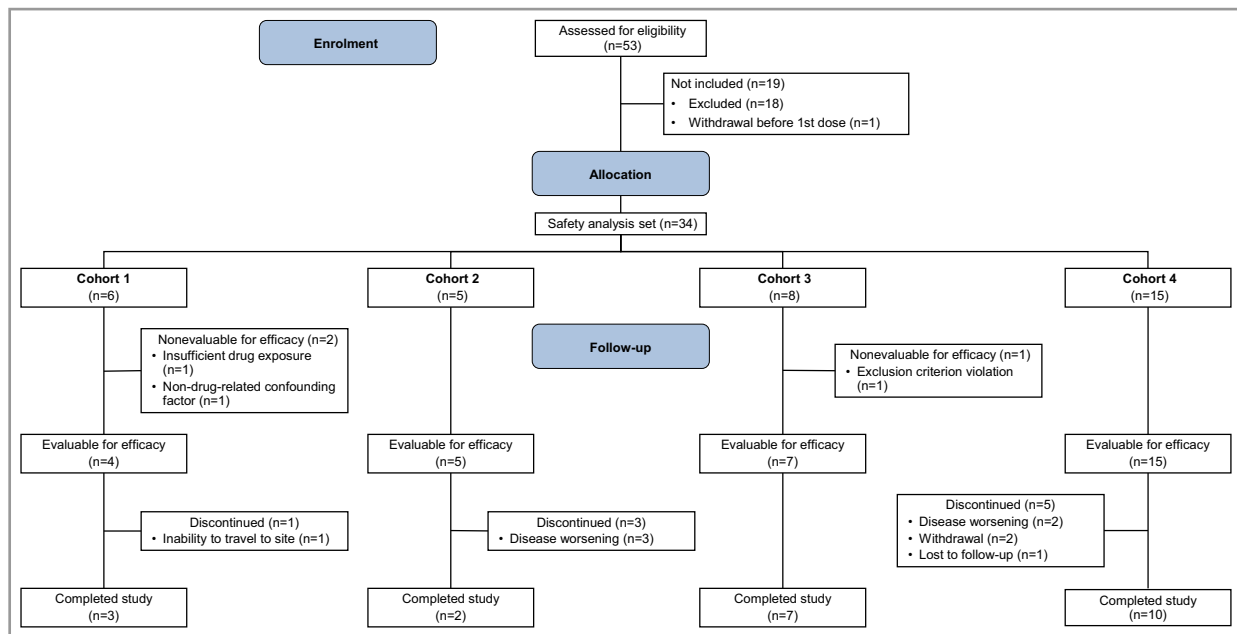 Enrolment
Assessed for eligibility
(n=53)
Not included (n=19)
• Excluded (n=18)
• Withdrawal before 1st dose (n=1)
Allocation
Safety analysis set (n=34)
Cohort 1
(n=6)
Cohort 2
(n=5)
Cohort 3
(n=8)
Cohort 4
(n=15)
Nonevaluable for efficacy (n=2)
• Insufficient drug exposure
(n=1)
• Non-drug-related confounding
factor (n=1)
Follow-up
Nonevaluable for efficacy (n=1)
• Exclusion criterion violation
(n=1)
Evaluable for efficacy
(n=4)
Evaluable for efficacy
(n=5)
Evaluable for efficacy
(n=7)
Evaluable for efficacy
(n=15)
Discontinued (n=1)
• Inability to travel to site (n=1)
Discontinued (n=3)
• Disease worsening (n=3)
Discontinued (n=5)
• Disease worsening (n=2)
• Withdrawal (n=2)
• Lost to follow-up (n=1)
Completed study
(n=3)
Completed study
(n=2)
Completed study
(n=7)
Completed study
(n=10)